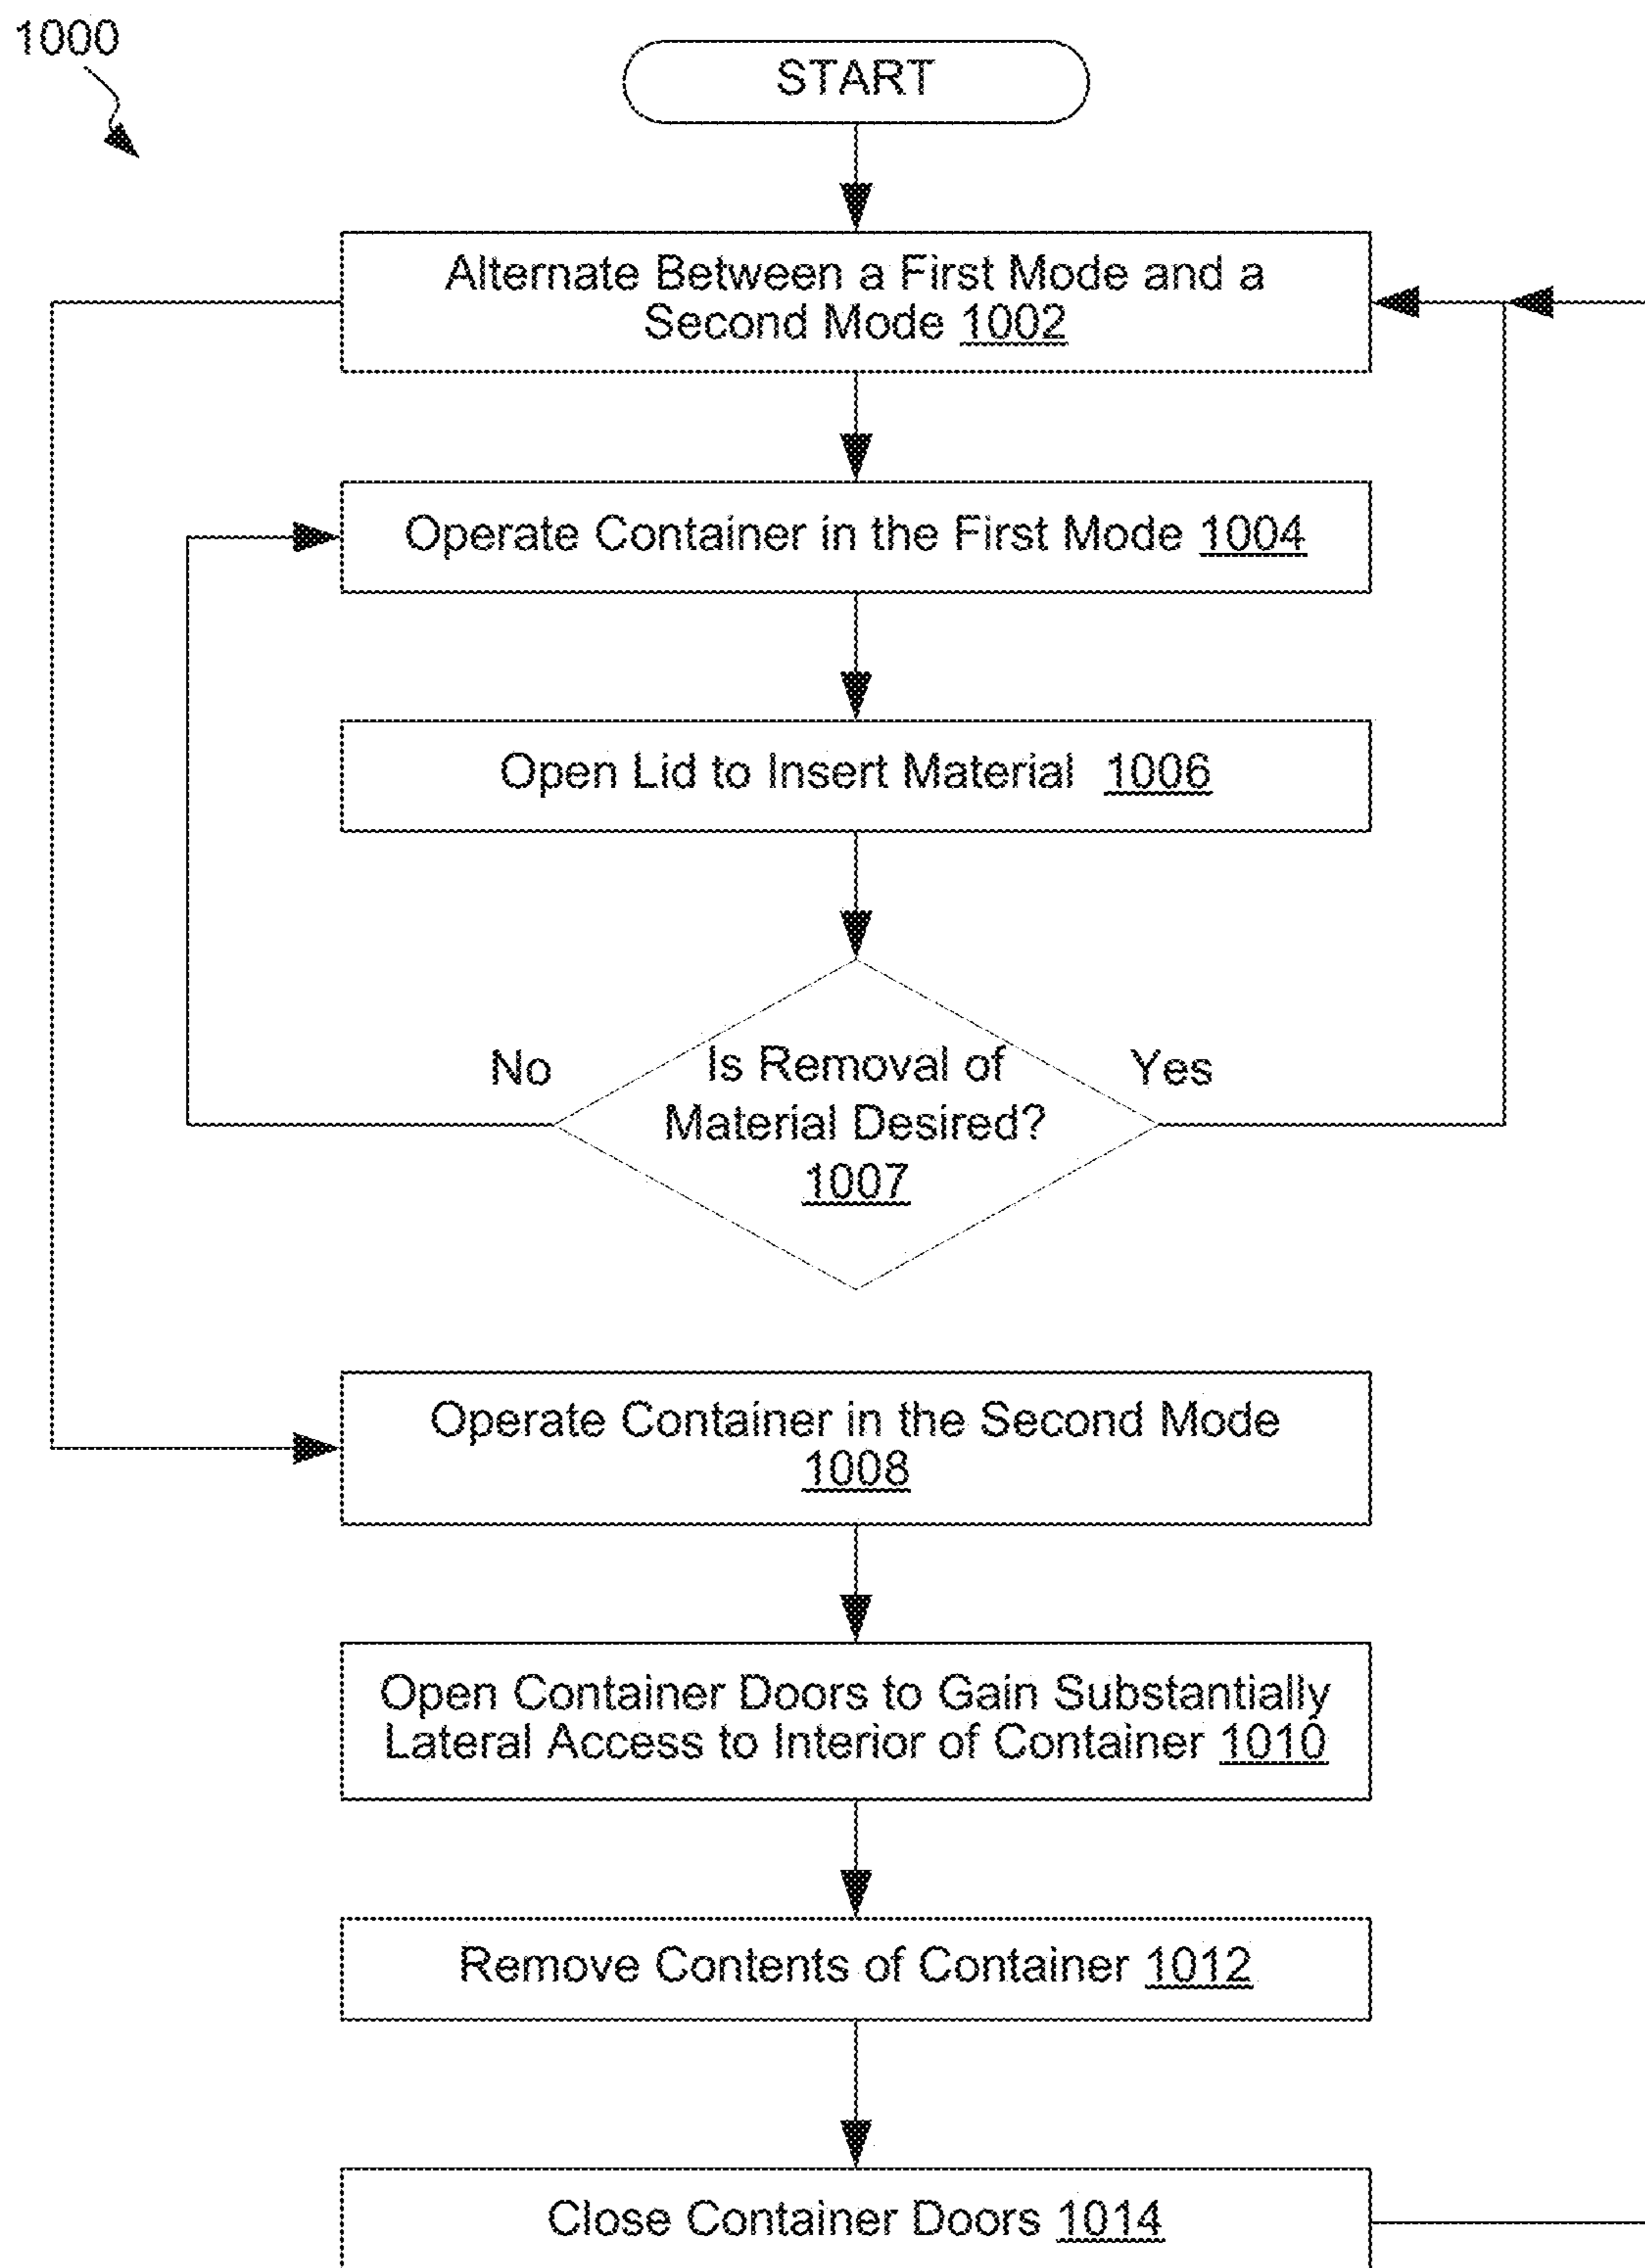 1000
START
Alternate Between a First Mode and a
Second Mode 1002
Operate Container in the First Mode 1004
Open Lid to Insert Material 1006
No
Is Removal of
Material Desired?
1007
Yes
Operate Container in the Second Mode
1008
Open Container Doors to Gain Substantially
Lateral Access to Interior of Container 1010
Remove Contents of Container 1012
Close Container Doors 1014